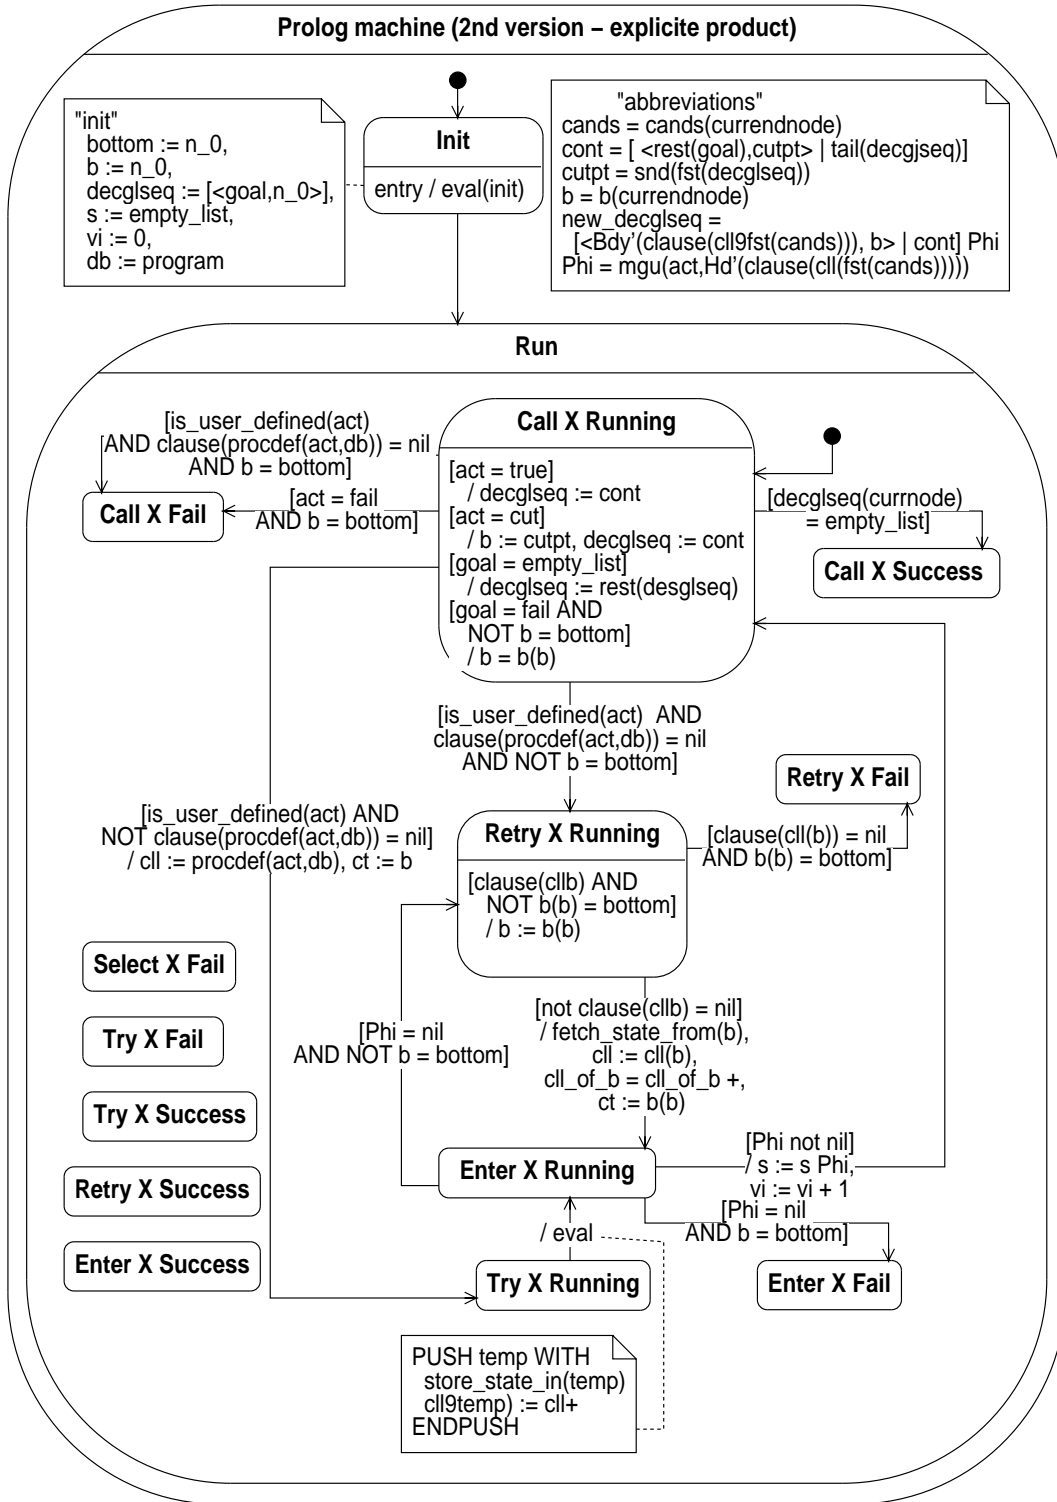 Prolog machine (2nd version – explicite product)
"init"
bottom := n_0,
b := n_0,
decglseq := [<goal,n_0>],
s := empty_list,
vi := 0,
db := program
Init
entry / eval(init)
"abbreviations"
cands = cands(currendnode)
cont = [ <rest(goal),cutpt> | tail(decgjseq)]
cutpt = snd(fst(decglseq))
b = b(currendnode)
new_decglseq =
[<Bdy'(clause(cll9fst(cands))), b> | cont] Phi
Phi = mgu(act,Hd'(clause(cll(fst(cands)))))
Run
[is_user_defined(act)
AND clause(procdef(act,db)) = nil
AND b = bottom]
Call X Fail
[act = fail
AND b = bottom]
Call X Running
[act = true]
/ decglseq := cont
[act = cut]
/ b := cutpt, decglseq := cont
[goal = empty_list]
/ decglseq := rest(desglseq)
[goal = fail AND
NOT b = bottom]
/ b = b(b)
[decglseq(currnode)
= empty_list]
Call X Success
[is_user_defined(act) AND
clause(procdef(act,db)) = nil
AND NOT b = bottom]
[is_user_defined(act) AND
NOT clause(procdef(act,db)) = nil]
/ cll := procdef(act,db), ct := b
Retry X Running
[clause(cllb) AND
NOT b(b) = bottom]
/ b := b(b)
Retry X Fail
[clause(cll(b)) = nil
AND b(b) = bottom]
Select X Fail
Try X Fail
Try X Success
Retry X Success
Enter X Success
[Phi = nil
AND NOT b = bottom]
[not clause(cllb) = nil]
/ fetch_state_from(b),
cll := cll(b),
cll_of_b = cll_of_b +,
ct := b(b)
Enter X Running
[Phi not nil]
/ s := s Phi,
vi := vi + 1
[Phi = nil
AND b = bottom]
/ eval
Try X Running
Enter X Fail
PUSH temp WITH
store_state_in(temp)
cll9temp) := cll+
ENDPUSH